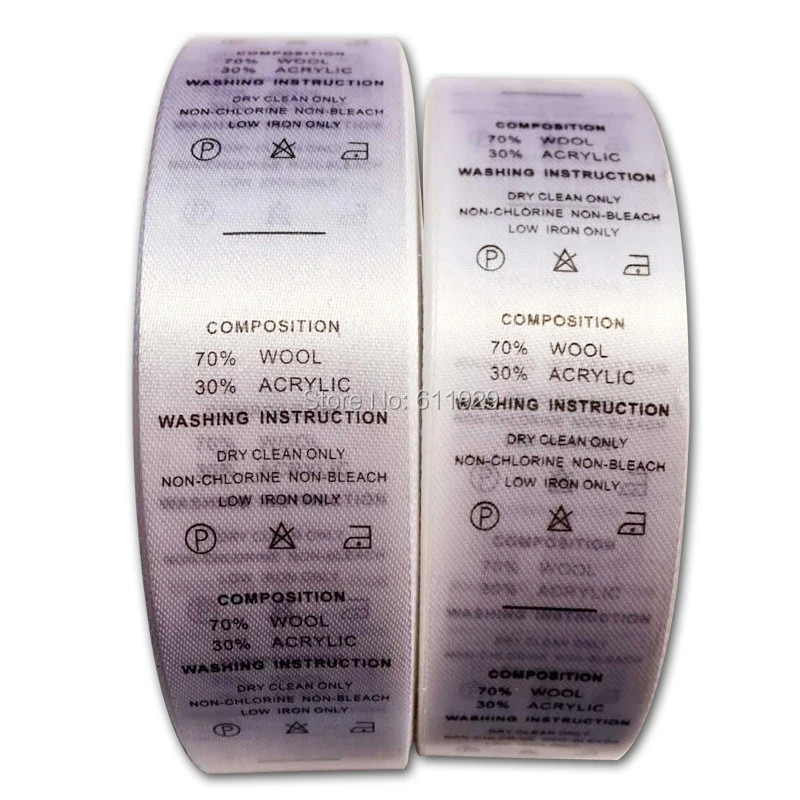 COMPOSITION
70% WOOL
30% ACRYLIC
WASHING INSTRUCTION
DRY CLEAN ONLY
NON-CHLORINE NON-BLEACH
LOW IRON ONLY
P
COMPOSITION
70% WOOL
30% ACRYLIC
WASHING INSTRUCTION
DRY CLEAN ONLY
NON-CHLORINE NON-BLEACH
LOW IRON ONLY
P
COMPOSITION
70% WOOL
30% ACRYLIC
WASHING INSTRUCTION
DRY CLEAN ONLY
NON-CHLORINE NON-BLEACH
LOW IRON ONLY
P
COMPOSITION
70% WOOL
30% ACRYLIC
WASHING INSTRUCTION
DRY CLEAN ONLY
NON-CHLORINE NON-BLEACH
LOW IRON ONLY
P
COMPOSITION
70% WOOL
30% ACRYLIC
WASHING INSTRUCTION
DRY CLEAN ONLY
NON-CHLORINE NON-BLEACH
LOW IRON ONLY
P
COMPOSITION
70% WOOL
30% ACRYLIC
WASHING INSTRUCTION
DRY CLEAN ONLY
Store No: 611929